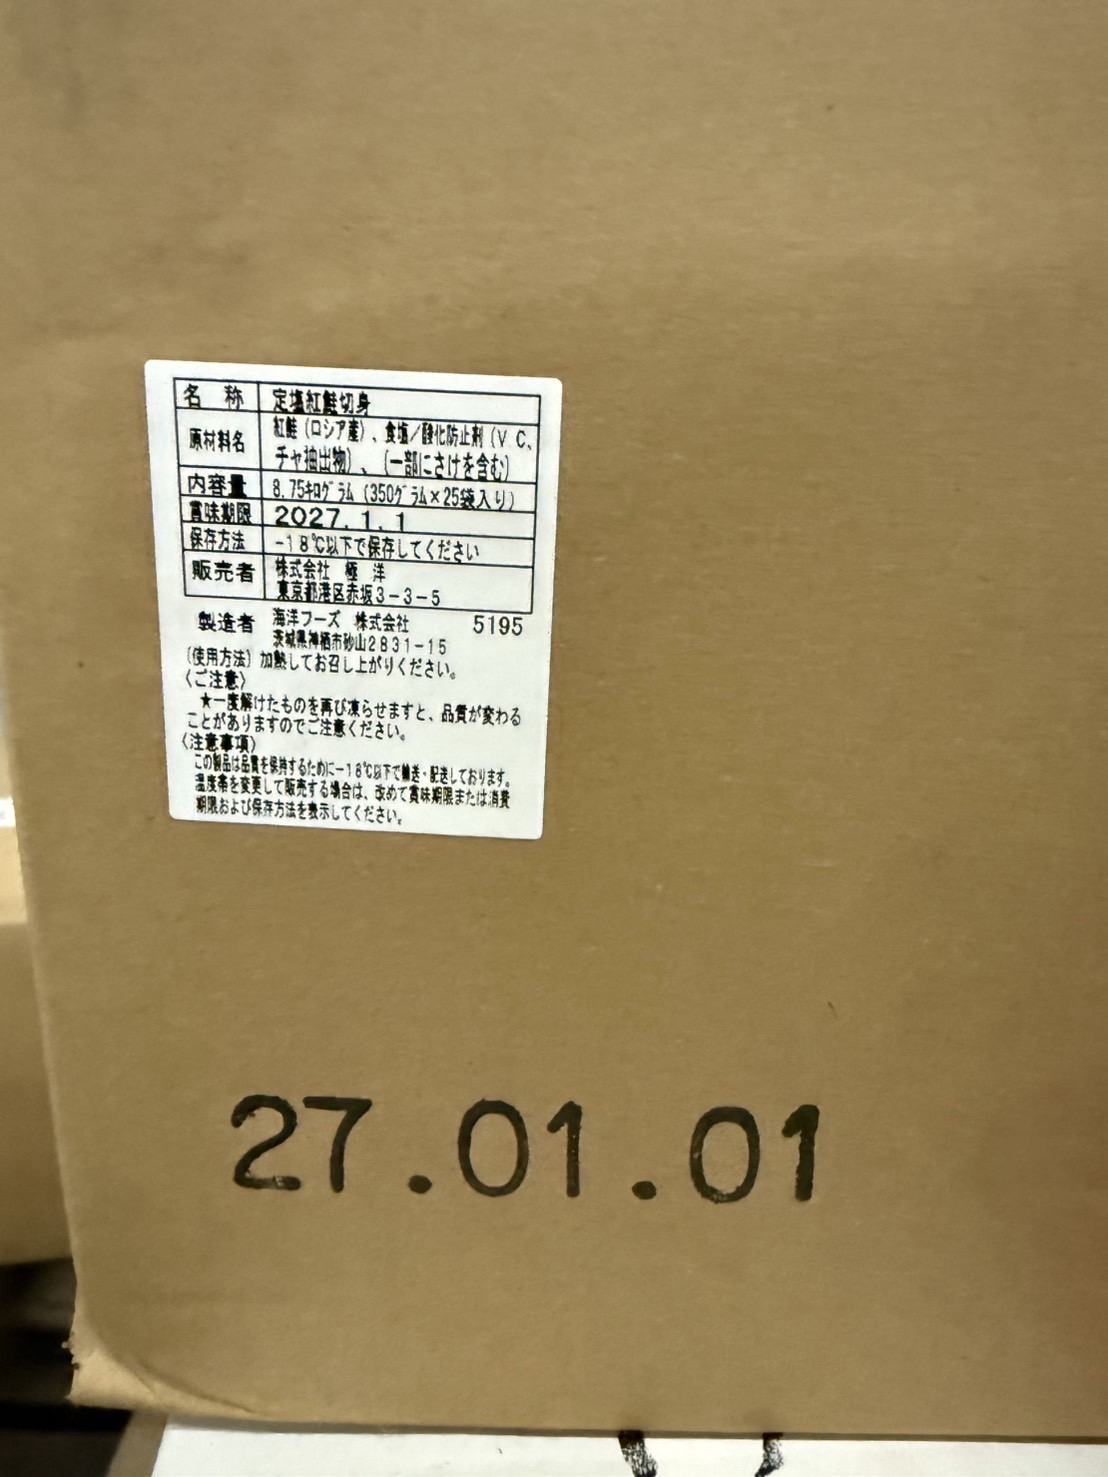 名 称 定塩紅鮭切身
原材料名 紅鮭(ロシア産)、食塩/酸化防止剤(V C、
チャ抽出物)、(一部にさけを含む)
内容量 8.75キログラム(350グラム×25袋入り)
賞味期限 2027.1.1
保存方法 -18℃以下で保存してください
販売者 株式会社 極 洋
東京都港区赤坂3-3-5
製造者 海洋フーズ 株式会社 5195
茨城県神栖市砂山2831-15
(使用方法)加熱してお召し上がりください。
<ご注意>
★一度解けたものを再び凍らせますと、品質が変わる
ことがありますのでご注意ください。
<注意事項>
この製品は品質を保持するために-18℃以下で輸送・配送しております。
温度帯を変更して販売する場合は、改めて賞味期限または消費
期限および保存方法を表示してください。
27.01.01